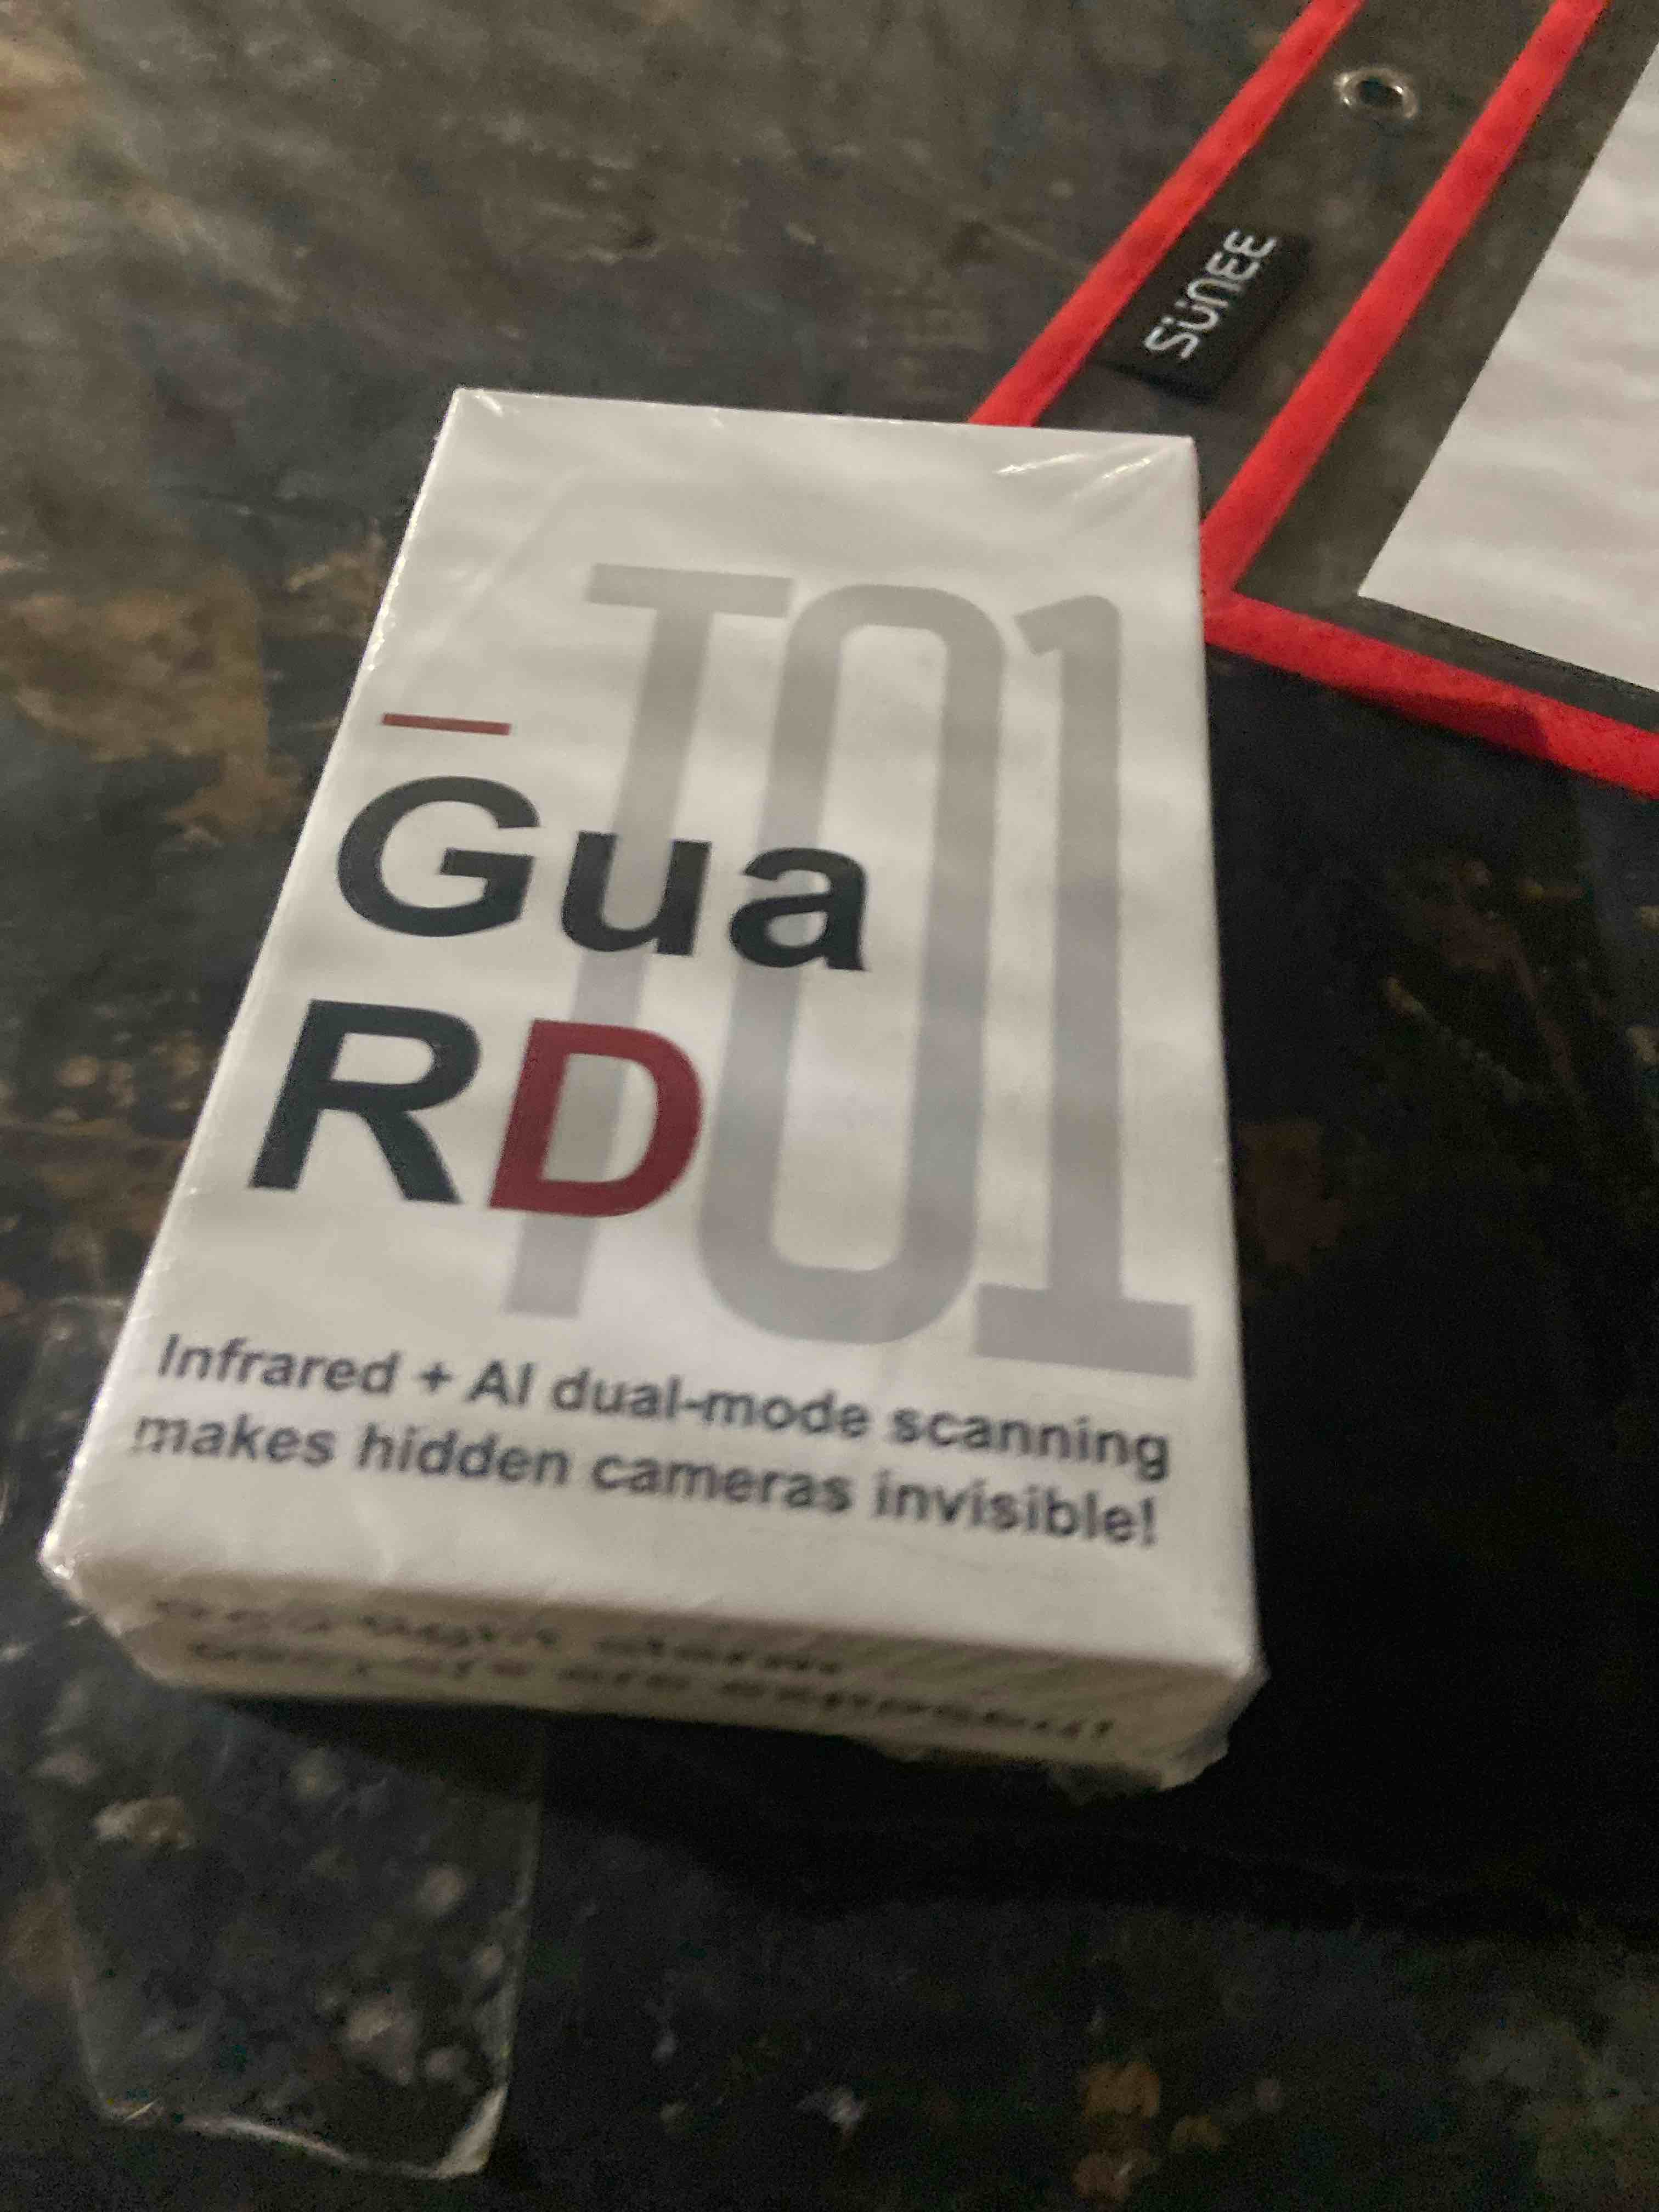 SUNEE
T01
Gua
RD
Infrared + AI dual-mode scanning
makes hidden cameras invisible!